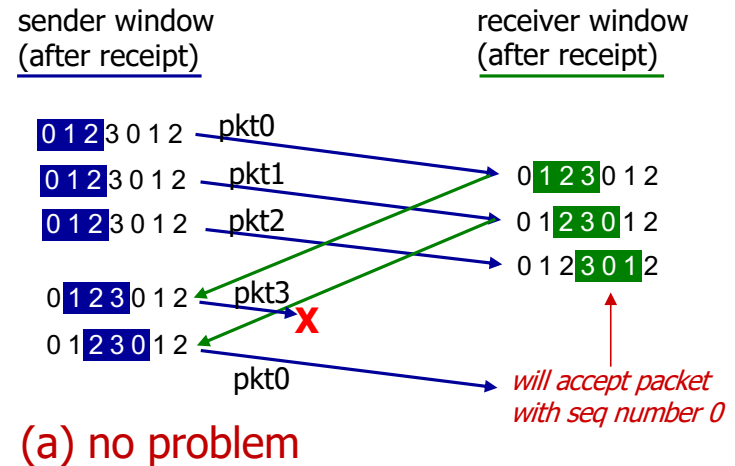 sender window
(after receipt)
receiver window
(after receipt)
0 1 2 3 0 1 2
pkt0
0 1 2 3 0 1 2
pkt1
0 1 2 3 0 1 2
0 1 2 3 0 1 2
pkt2
0 1 2 3 0 1 2
0 1 2 3 0 1 2
0 1 2 3 0 1 2
pkt3
X
0 1 2 3 0 1 2
pkt0
will accept packet
with seq number 0
(a) no problem